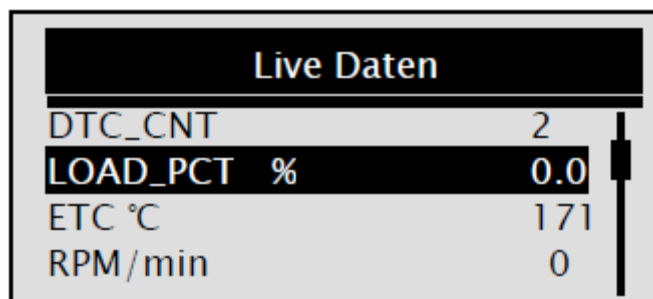 Live Daten
DTC_CNT 2
LOAD_PCT % 0.0
ETC °C 171
RPM/min 0